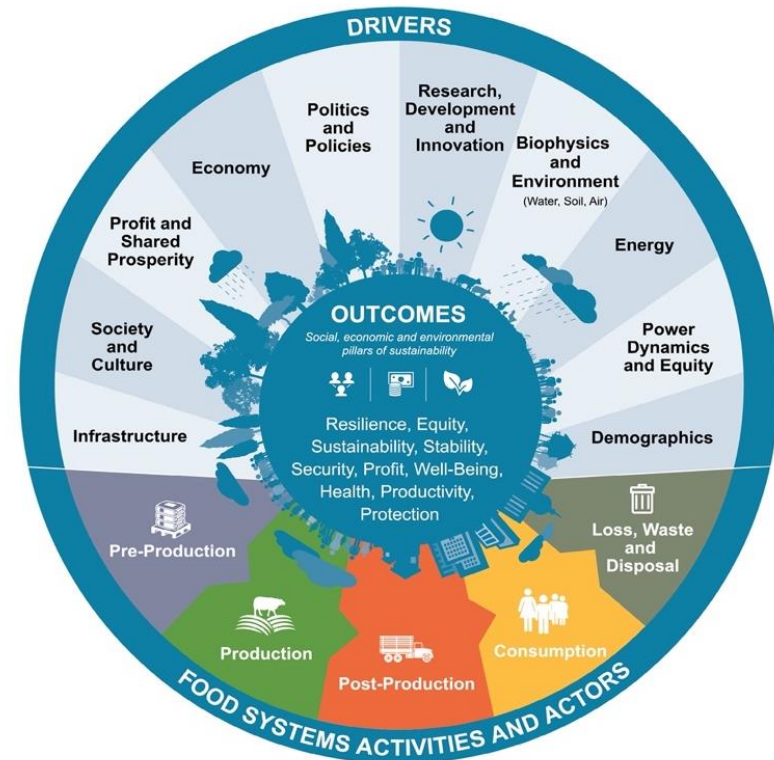 DRIVERS
Infrastructure
Society
and
Culture
Profit and
Shared
Prosperity
Economy
Politics
and
Policies
Research,
Development
and
Innovation
Biophysics
and
Environment
(Water, Soil, Air)
Energy
Power
Dynamics
and Equity
Demographics
OUTCOMES
Social, economic and environmental
pillars of sustainability
Resilience, Equity,
Sustainability, Stability,
Security, Profit, Well-Being,
Health, Productivity,
Protection
Pre-Production
Production
Post-Production
Consumption
Loss, Waste
and
Disposal
FOOD SYSTEMS ACTIVITIES AND ACTORS